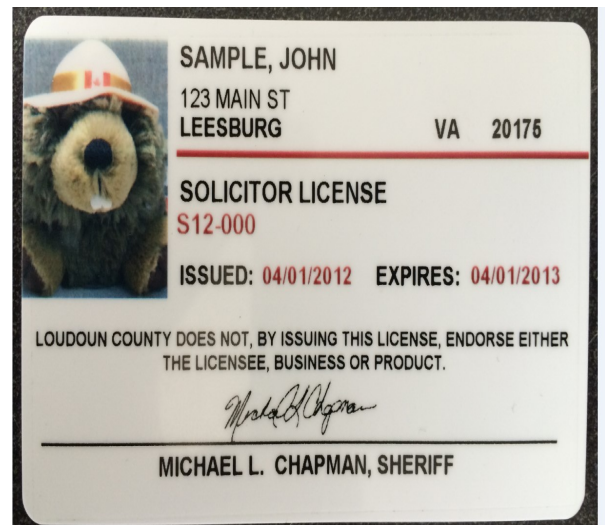 SAMPLE, JOHN
123 MAIN ST
LEESBURG VA 20175
SOLICITOR LICENSE
S12-000
ISSUED: 04/01/2012 EXPIRES: 04/01/2013
LOUDOUN COUNTY DOES NOT, BY ISSUING THIS LICENSE, ENDORSE EITHER
THE LICENSEE, BUSINESS OR PRODUCT.
Michael L Chapman
MICHAEL L. CHAPMAN, SHERIFF